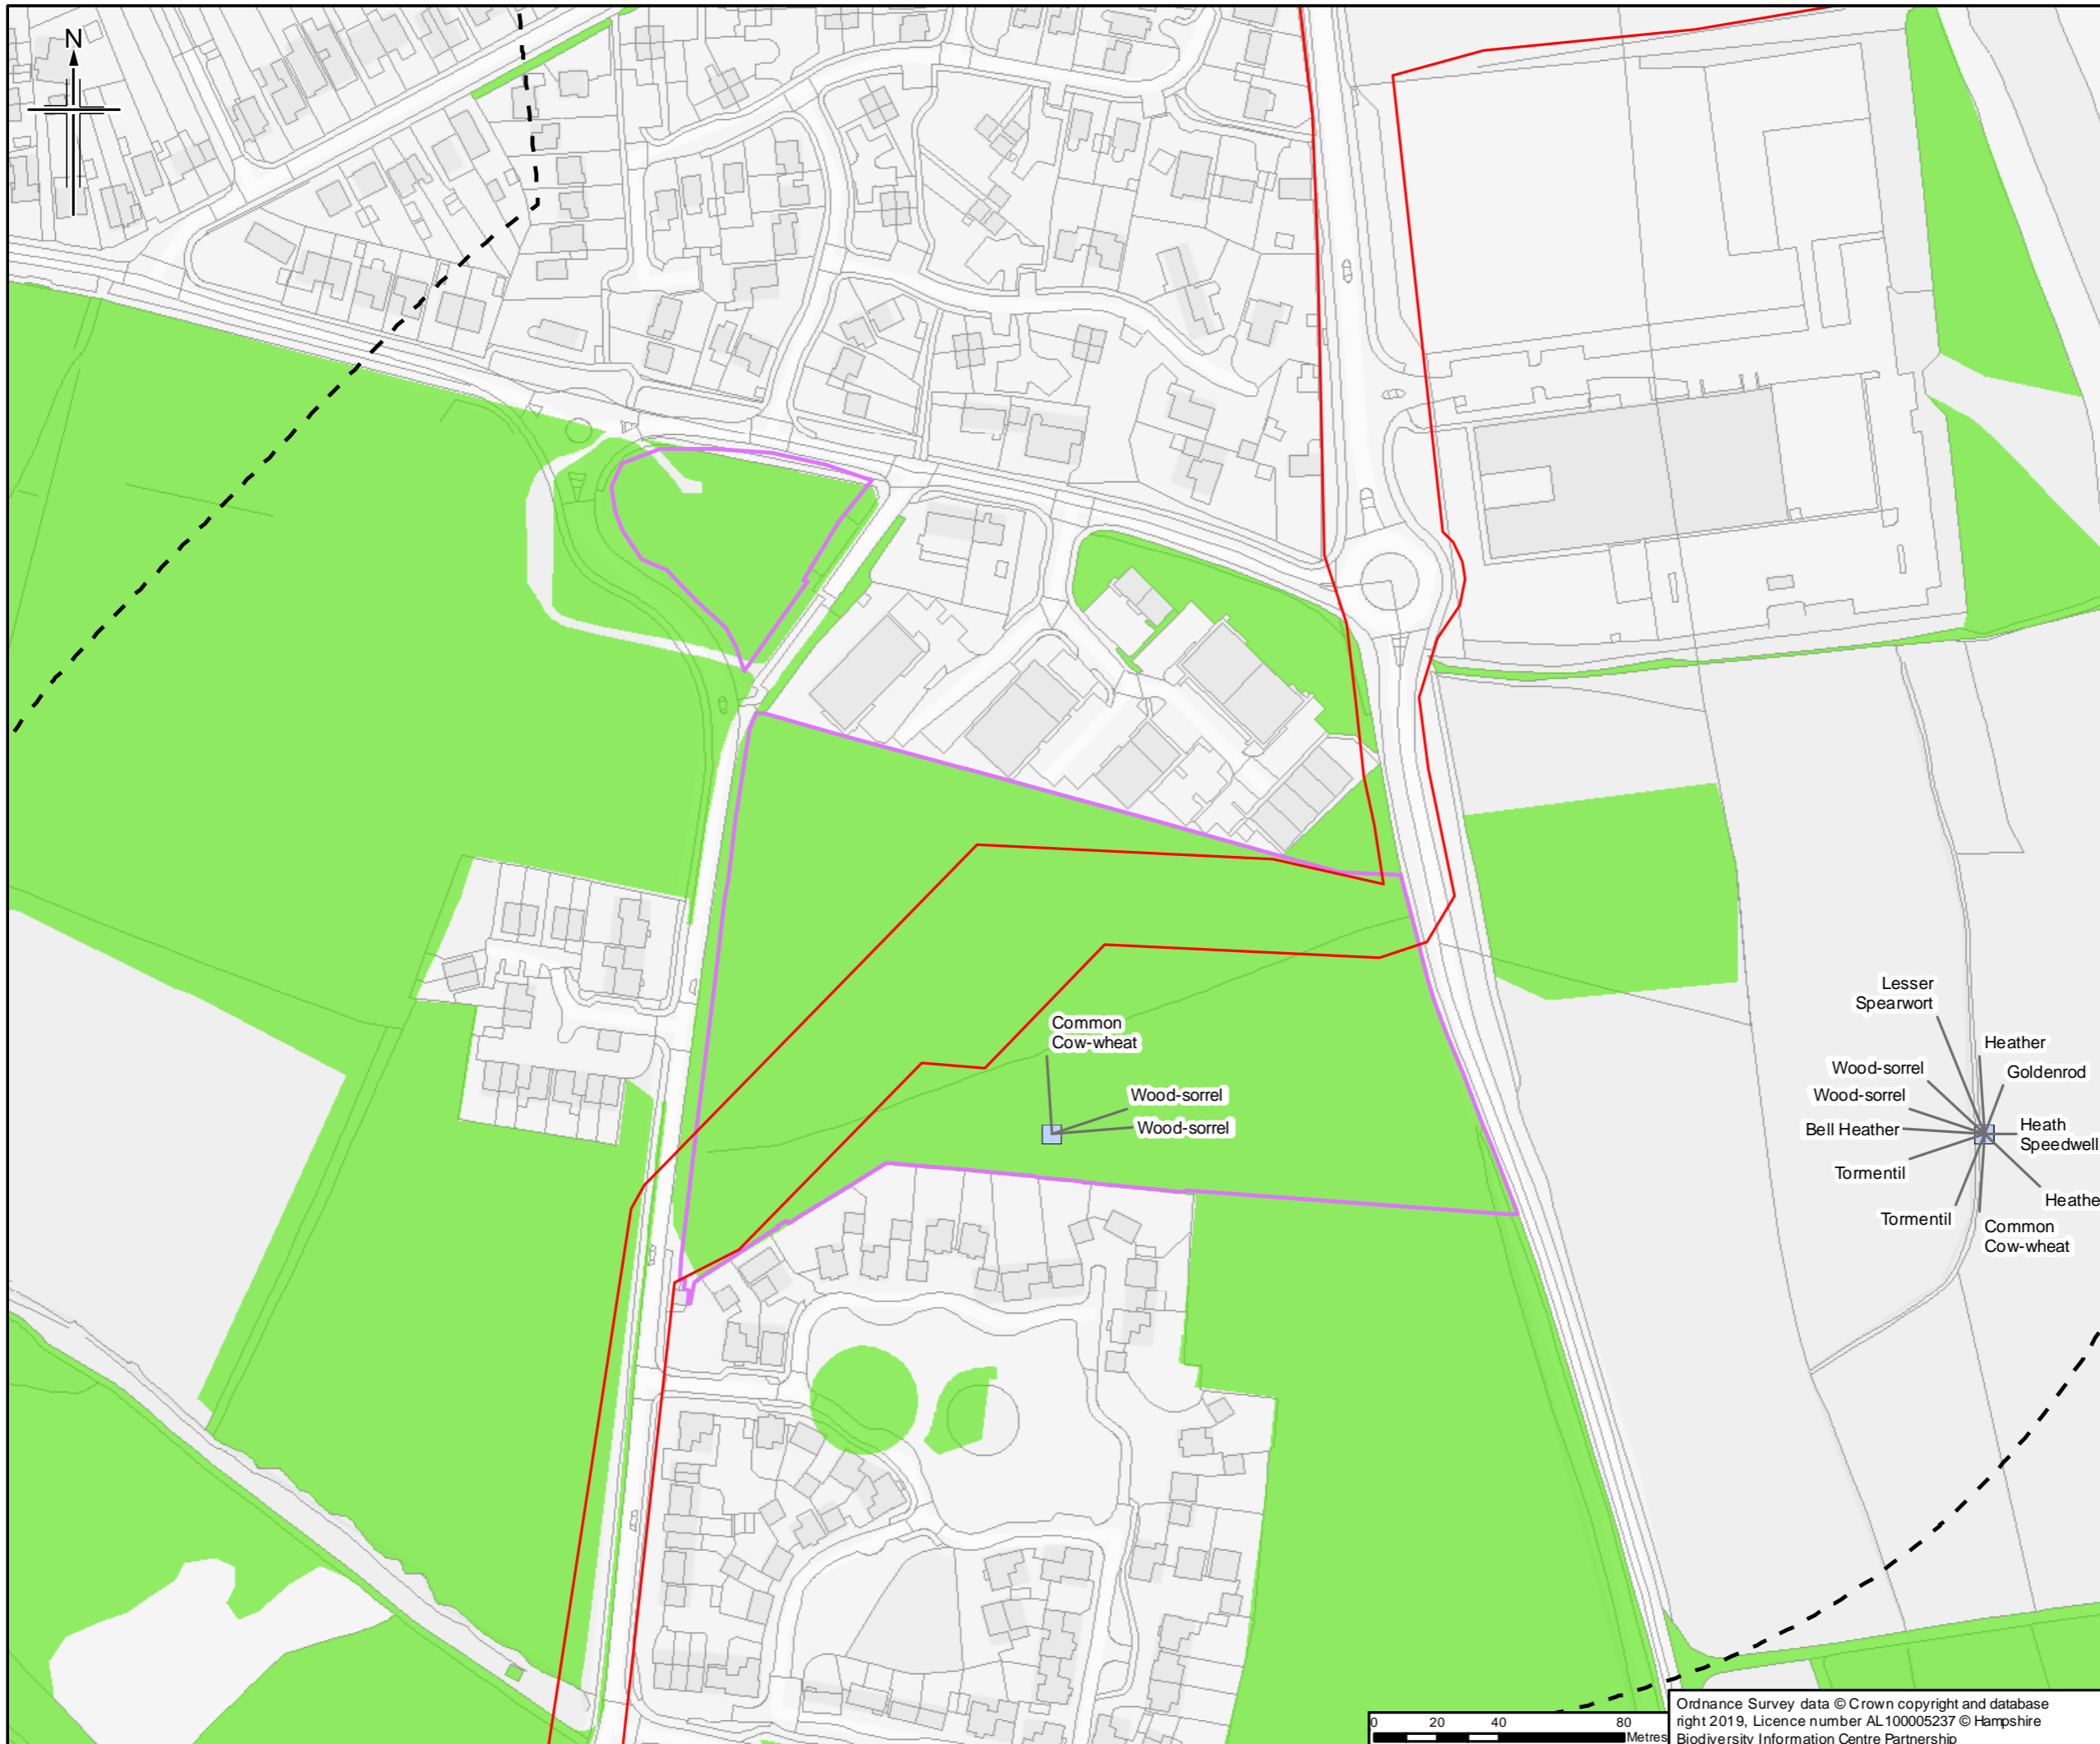 N
Lesser
Spearwort
Heather
Goldenrod
Wood-sorrel
Wood-sorrel
Bell Heather
Heath
Speedwell
Tormentil
Heathe
Tormentil
Common
Cow-wheat
Common
Cow-wheat
Wood-sorrel
Wood-sorrel
0 20 40 80
Metres
Ordnance Survey data © Crown copyright and database
right 2019, Licence number AL100005237 © Hampshire
Biodiversity Information Centre Partnership